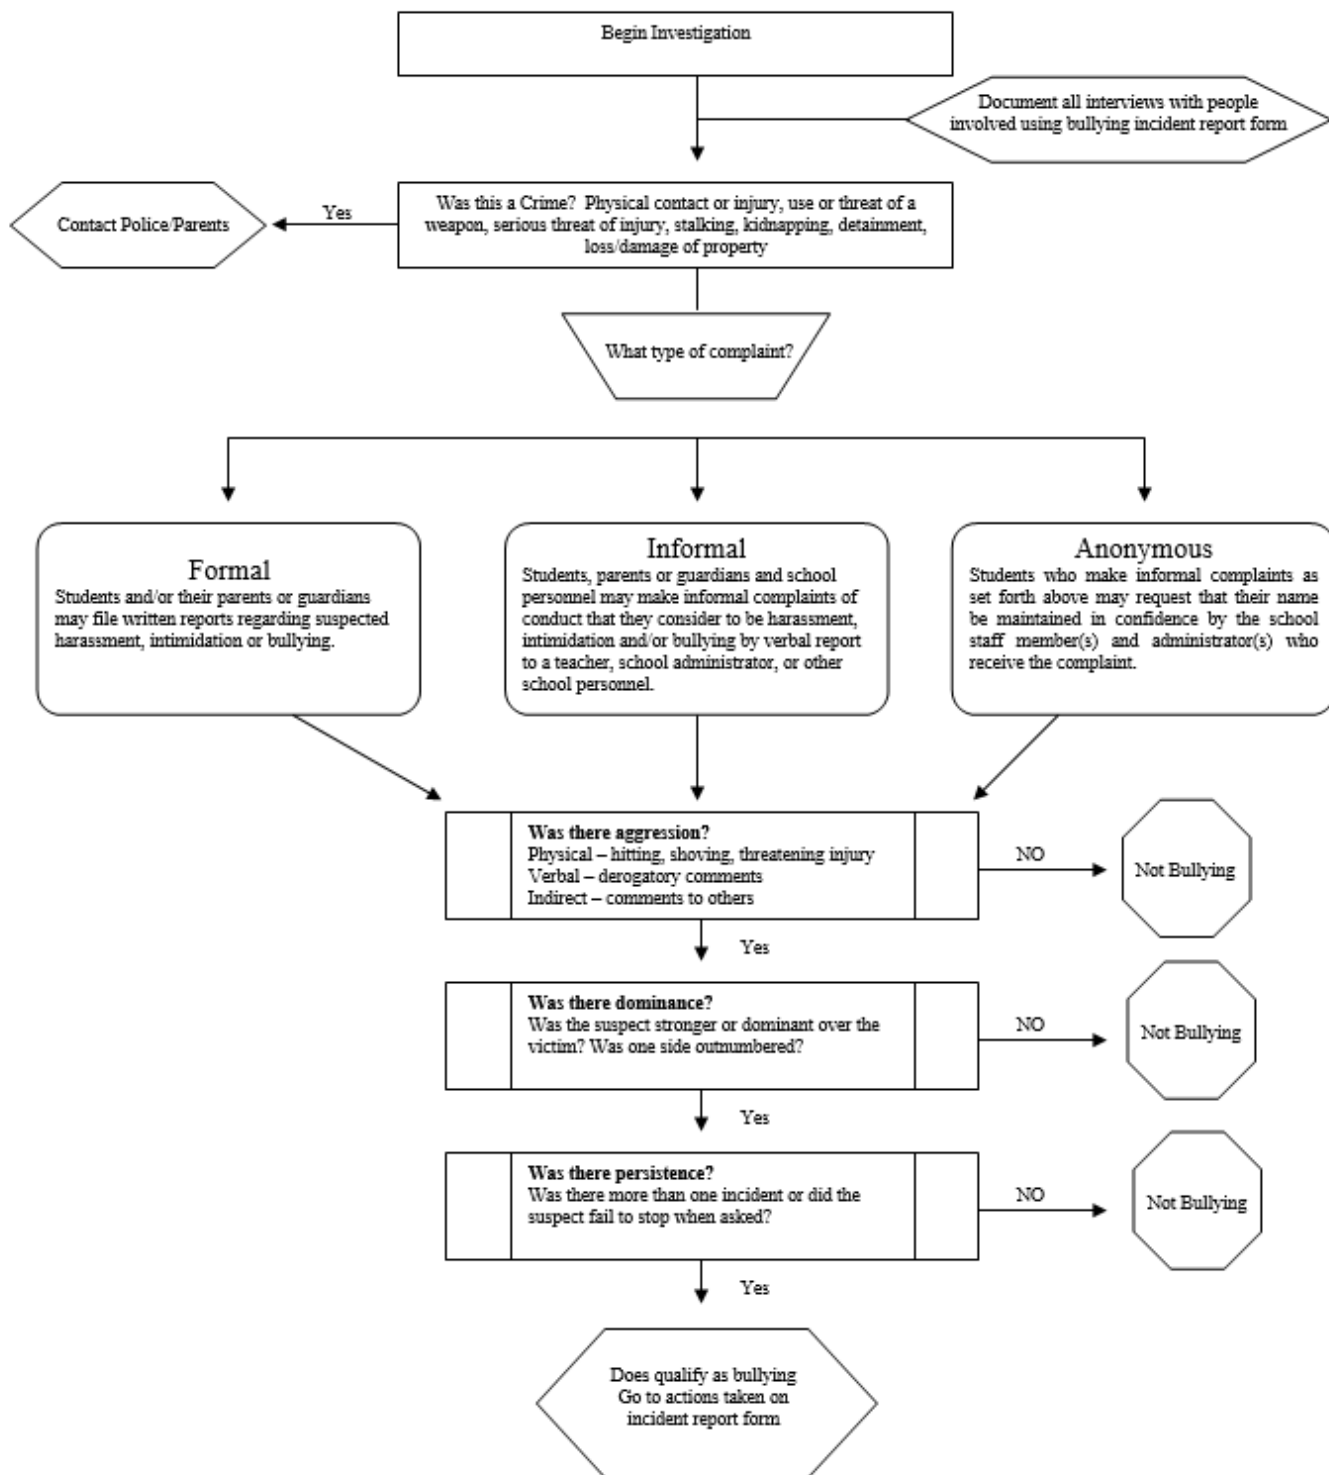 Begin Investigation
Document all interviews with people
involved using bullying incident report form
Was this a Crime?  Physical contact or injury, use or threat of a
weapon, serious threat of injury, stalking, kidnapping, detainment,
loss/damage of property
Yes
Contact Police/Parents
What type of complaint?
Formal
Students and/or their parents or guardians
may file written reports regarding suspected
harassment, intimidation or bullying.
Informal
Students, parents or guardians and school
personnel may make informal complaints of
conduct that they consider to be harassment,
intimidation and/or bullying by verbal report
to a teacher, school administrator, or other
school personnel.
Anonymous
Students who make informal complaints as
set forth above may request that their name
be maintained in confidence by the school
staff member(s) and administrator(s) who
receive the complaint.
Was there aggression?
Physical – hitting, shoving, threatening injury
Verbal – derogatory comments
Indirect – comments to others
NO
Not Bullying
Yes
Was there dominance?
Was the suspect stronger or dominant over the
victim? Was one side outnumbered?
NO
Not Bullying
Yes
Was there persistence?
Was there more than one incident or did the
suspect fail to stop when asked?
NO
Not Bullying
Yes
Does qualify as bullying
Go to actions taken on
incident report form